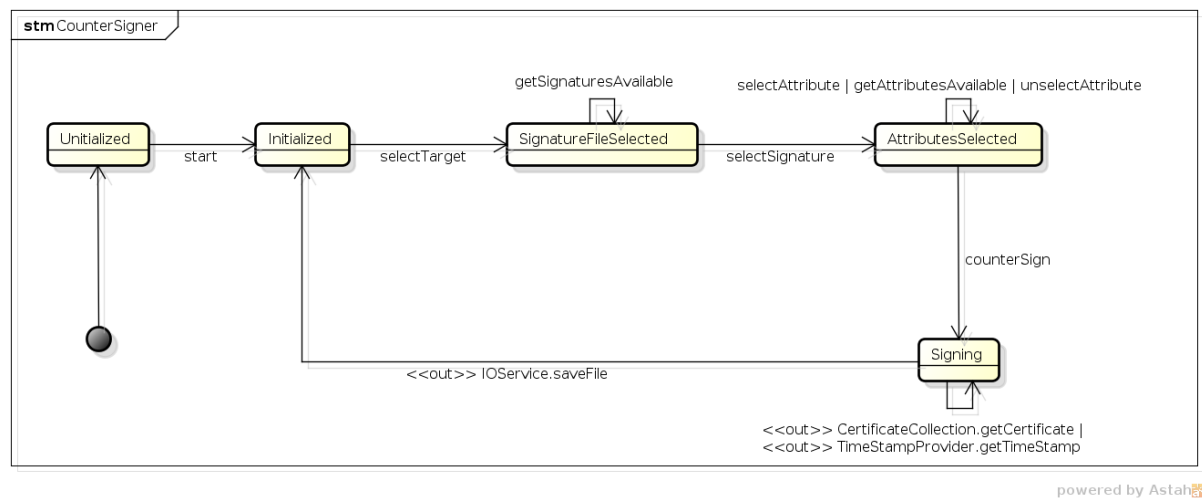 stm CounterSigner
getSignaturesAvailable
selectAttribute | getAttributesAvailable | unselectAttribute
Unitialized
Initialized
SignatureFileSelected
AttributesSelected
start
selectTarget
selectSignature
counterSign
Signing
<<out>> IOService.saveFile
<<out>> CertificateCollection.getCertificate |
<<out>> TimeStampProvider.getTimeStamp
powered by Astah